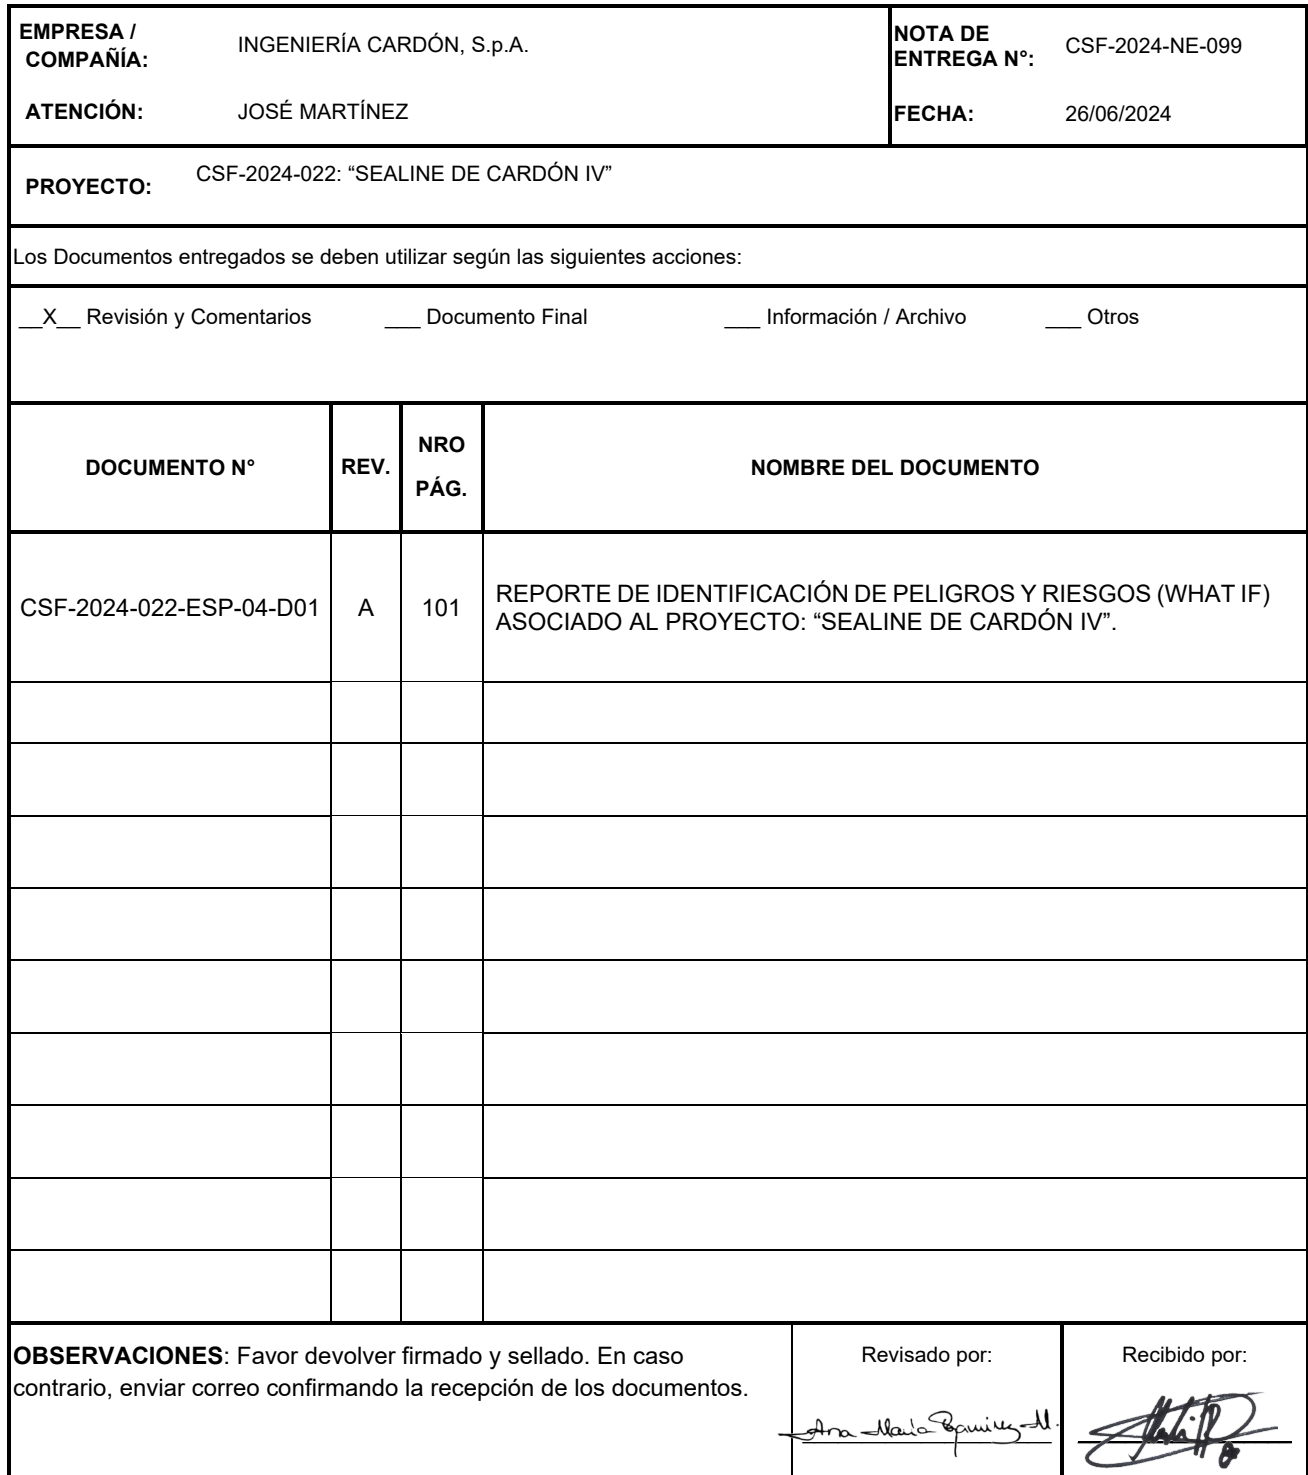 EMPRESA /
COMPAÑÍA:
INGENIERÍA CARDÓN, S.p.A.
NOTA DE
ENTREGA N°:
CSF-2024-NE-099
ATENCIÓN:
JOSÉ MARTÍNEZ
FECHA:
26/06/2024
PROYECTO:
CSF-2024-022: “SEALINE DE CARDÓN IV”
Los Documentos entregados se deben utilizar según las siguientes acciones:
__X__ Revisión y Comentarios ___ Documento Final ___ Información / Archivo ___ Otros
DOCUMENTO N°
REV.
NRO
PÁG.
NOMBRE DEL DOCUMENTO
CSF-2024-022-ESP-04-D01
A
101
REPORTE DE IDENTIFICACIÓN DE PELIGROS Y RIESGOS (WHAT IF)
ASOCIADO AL PROYECTO: “SEALINE DE CARDÓN IV”.
OBSERVACIONES: Favor devolver firmado y sellado. En caso
contrario, enviar correo confirmando la recepción de los documentos.
Revisado por:
Ana María Ramírez M.
Recibido por: